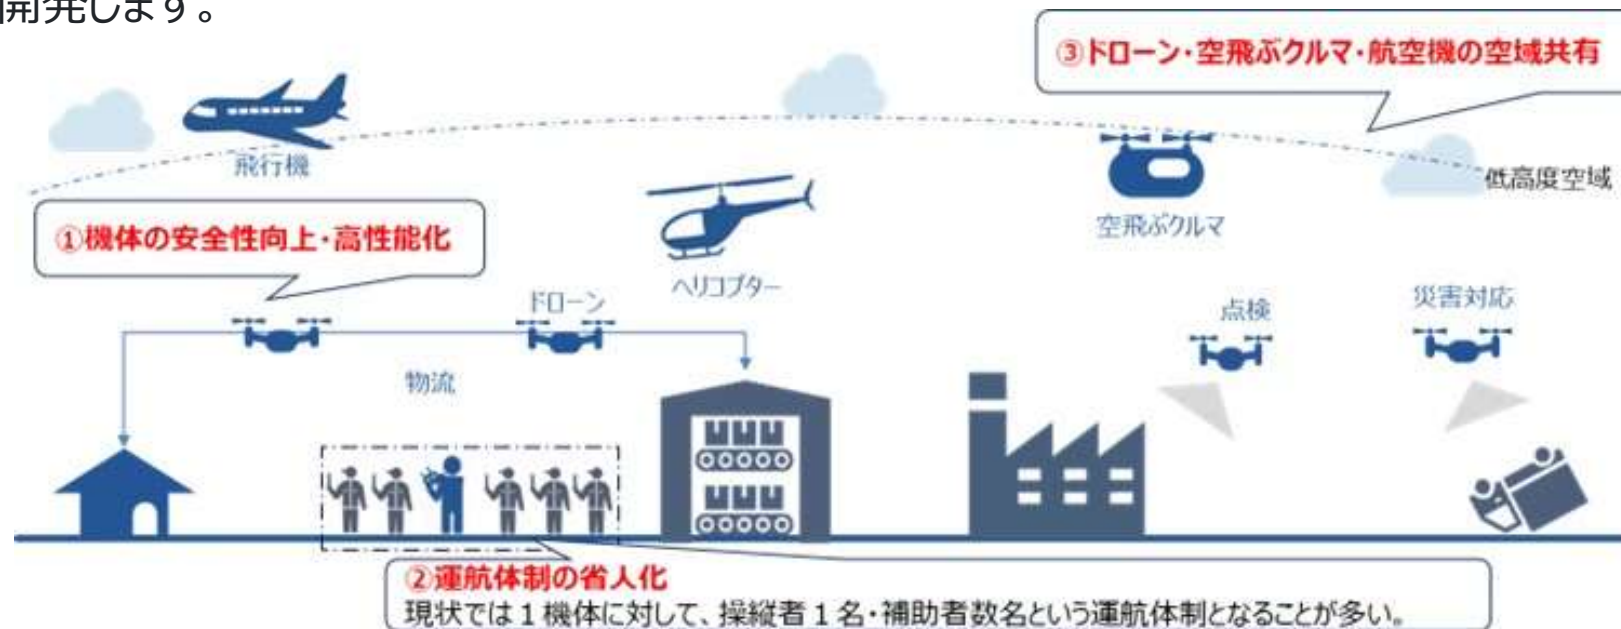 開発します。
③ドローン・空飛ぶクルマ・航空機の空域共有
飛行機
低高度空域
空飛ぶクルマ
①機体の安全性向上・高性能化
ヘリコプター
ドローン
点検
災害対応
物流
②運航体制の省人化
現状では1機体に対して、操縦者1名・補助者数名という運航体制となることが多い。